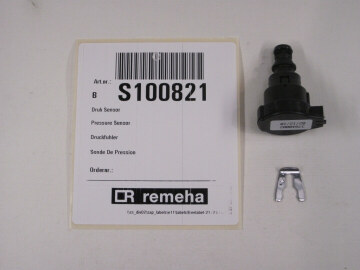 Art.nr :
B S100821
Druk Sensor
Pressure Sensor
Druckfühler
Sonde De Pression
Ordernr :
remeha